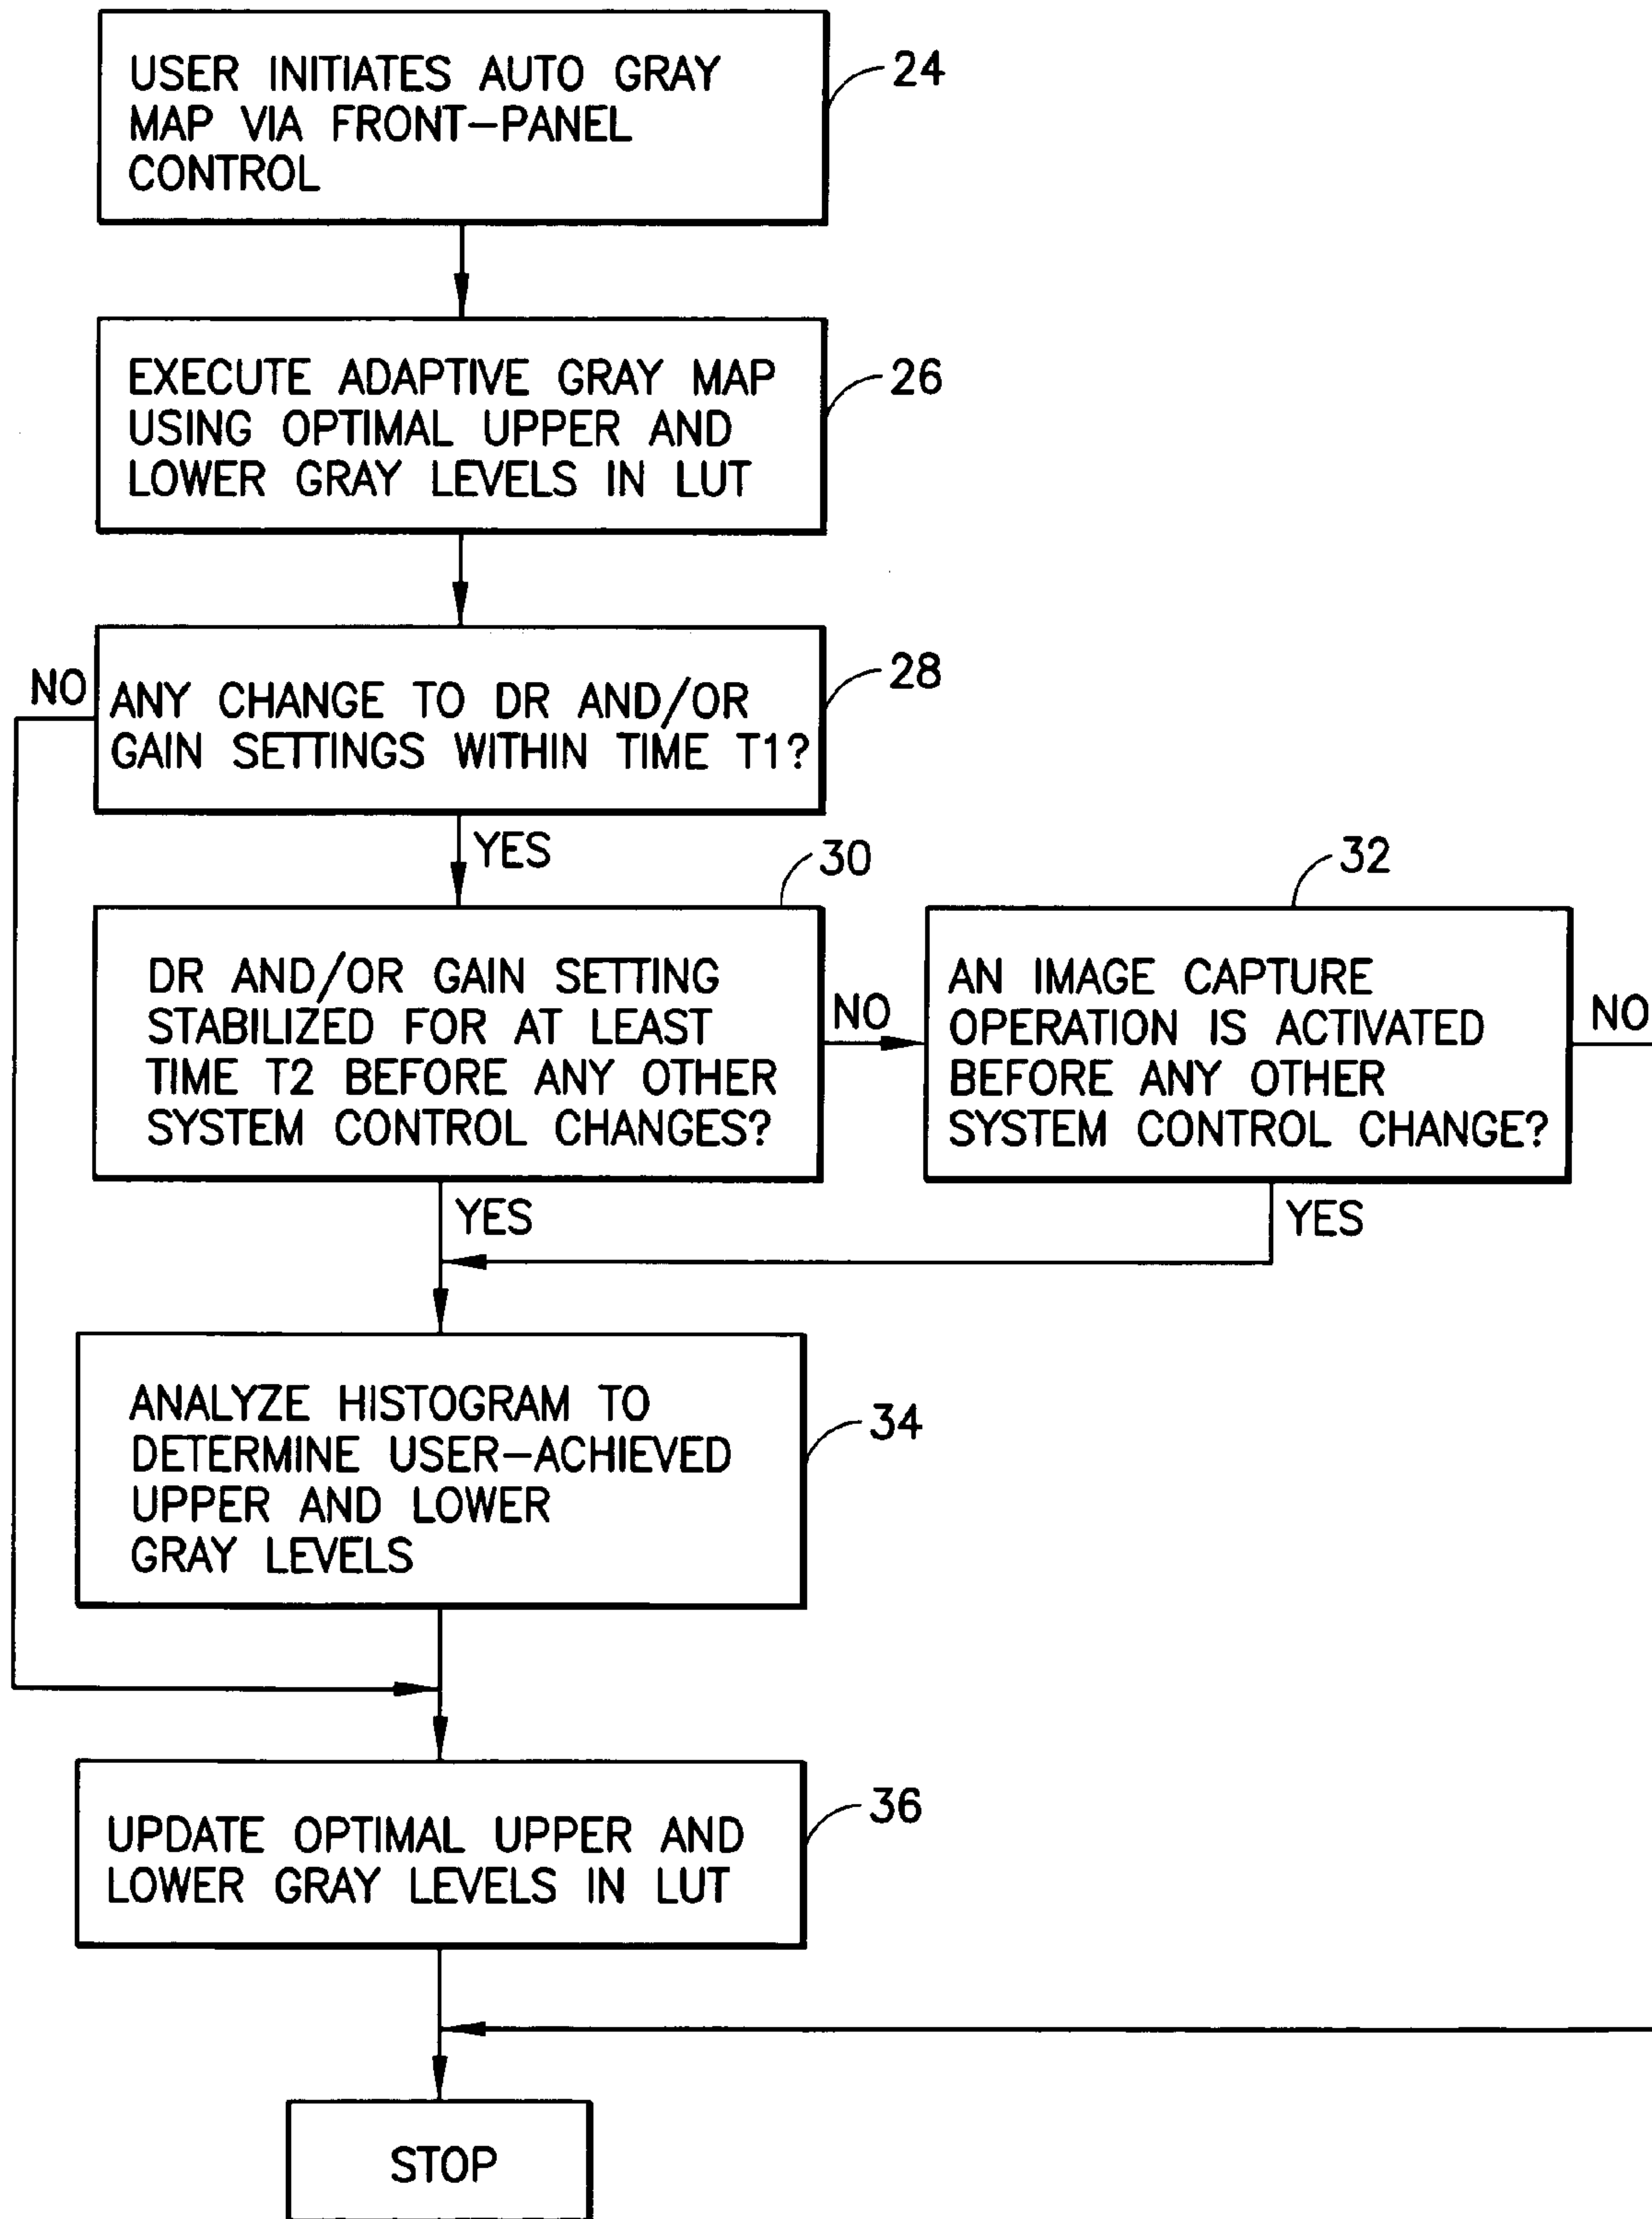 USER INITIATES AUTO GRAY
MAP VIA FRONT-PANEL
CONTROL
24
EXECUTE ADAPTIVE GRAY MAP
USING OPTIMAL UPPER AND
LOWER GRAY LEVELS IN LUT
26
NO
ANY CHANGE TO DR AND/OR
GAIN SETTINGS WITHIN TIME T1?
28
YES
30
DR AND/OR GAIN SETTING
STABILIZED FOR AT LEAST
TIME T2 BEFORE ANY OTHER
SYSTEM CONTROL CHANGES?
NO
32
AN IMAGE CAPTURE
OPERATION IS ACTIVATED
BEFORE ANY OTHER
SYSTEM CONTROL CHANGE?
NO
YES
YES
ANALYZE HISTOGRAM TO
DETERMINE USER-ACHIEVED
UPPER AND LOWER
GRAY LEVELS
34
UPDATE OPTIMAL UPPER AND
LOWER GRAY LEVELS IN LUT
36
STOP